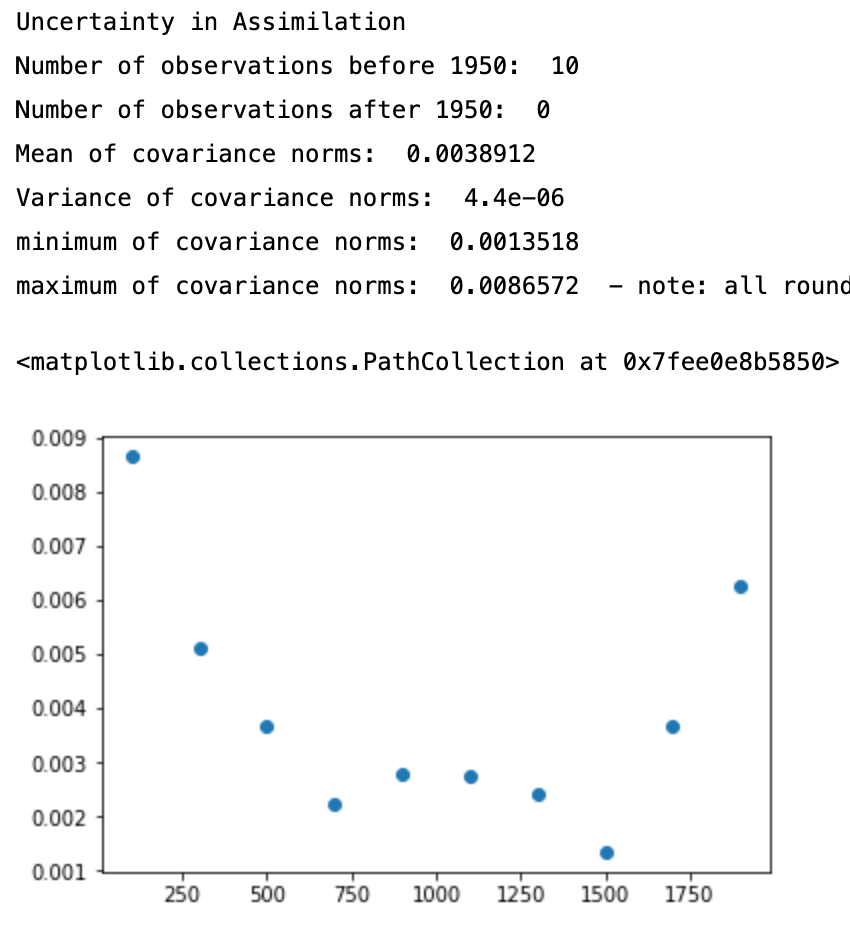 Uncertainty in Assimilation
Number of observations before 1950:  10
Number of observations after 1950:  0
Mean of covariance norms:  0.0038912
Variance of covariance norms:  4.4e-06
minimum of covariance norms:  0.0013518
maximum of covariance norms:  0.0086572  – note: all round
<matplotlib.collections.PathCollection at 0x7fee0e8b5850>
0.009
0.008
0.007
0.006
0.005
0.004
0.003
0.002
0.001
250 500 750 1000 1250 1500 1750